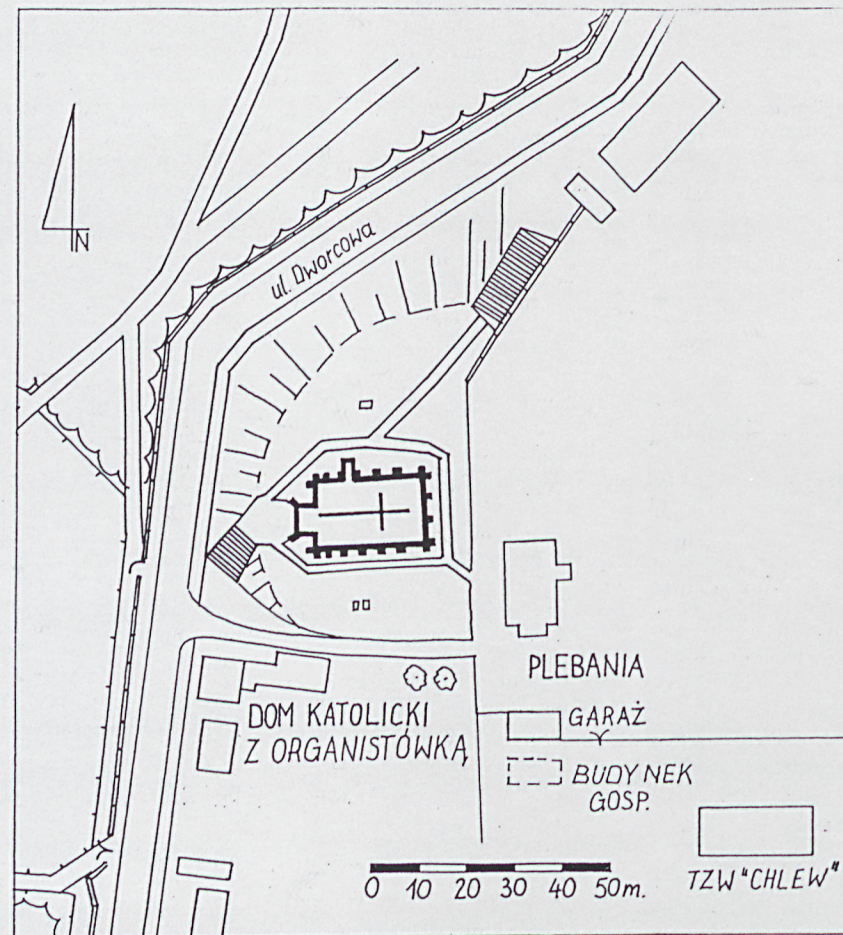 N
ul. Dworcowa
PLEBANIA
DOM KATOLICKI
Z ORGANISTÓWKĄ
GARAŻ
BUDYNEK
GOSP.
0 10 20 30 40 50m.
TZW "CHLEW"